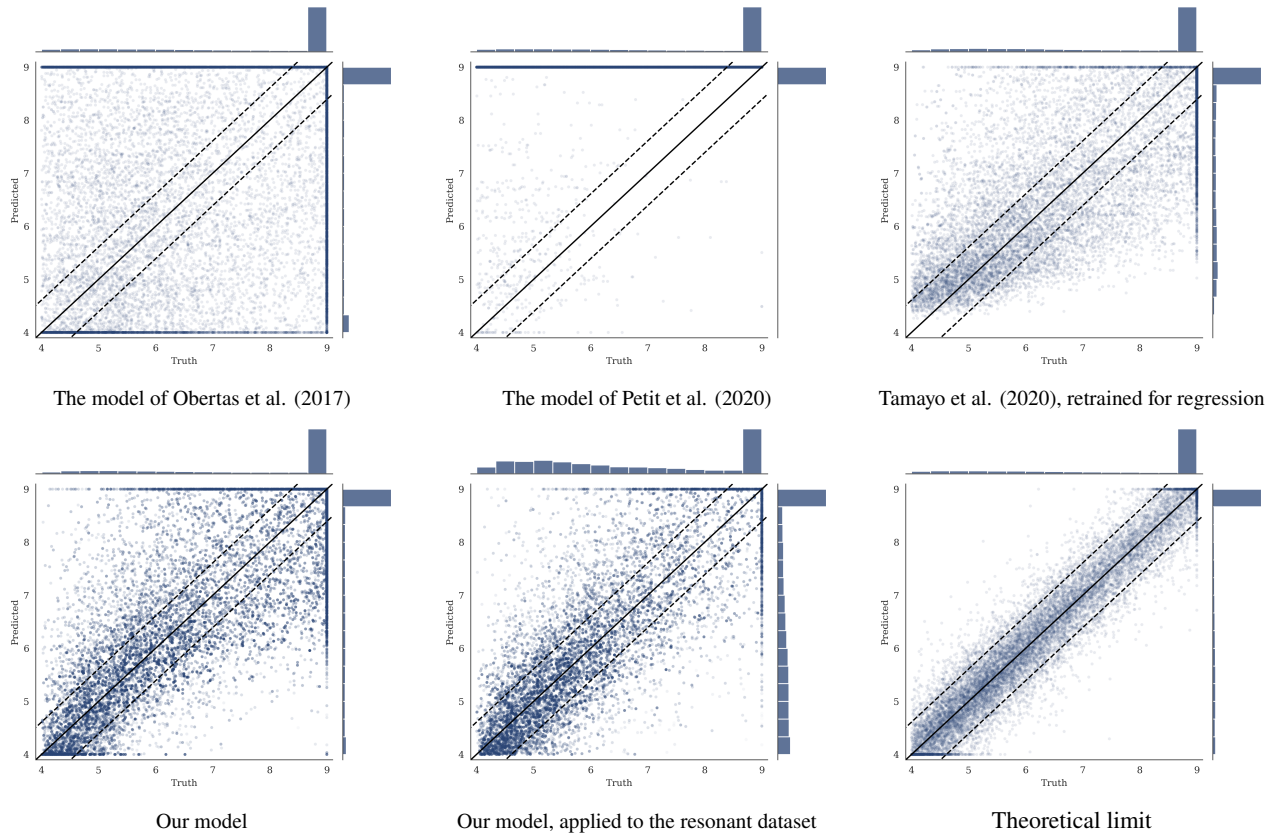 9
8
7
6
5
4
Predicted
4 5 6 7 8 9
Truth
The model of Obertas et al. (2017)
9
8
7
6
5
4
Predicted
4 5 6 7 8 9
Truth
The model of Petit et al. (2020)
9
8
7
6
5
4
Predicted
4 5 6 7 8 9
Truth
Tamayo et al. (2020), retrained for regression
9
8
7
6
5
4
Predicted
4 5 6 7 8 9
Truth
Our model
9
8
7
6
5
4
Predicted
4 5 6 7 8 9
Truth
Our model, applied to the resonant dataset
9
8
7
6
5
4
Predicted
4 5 6 7 8 9
Truth
Theoretical limit